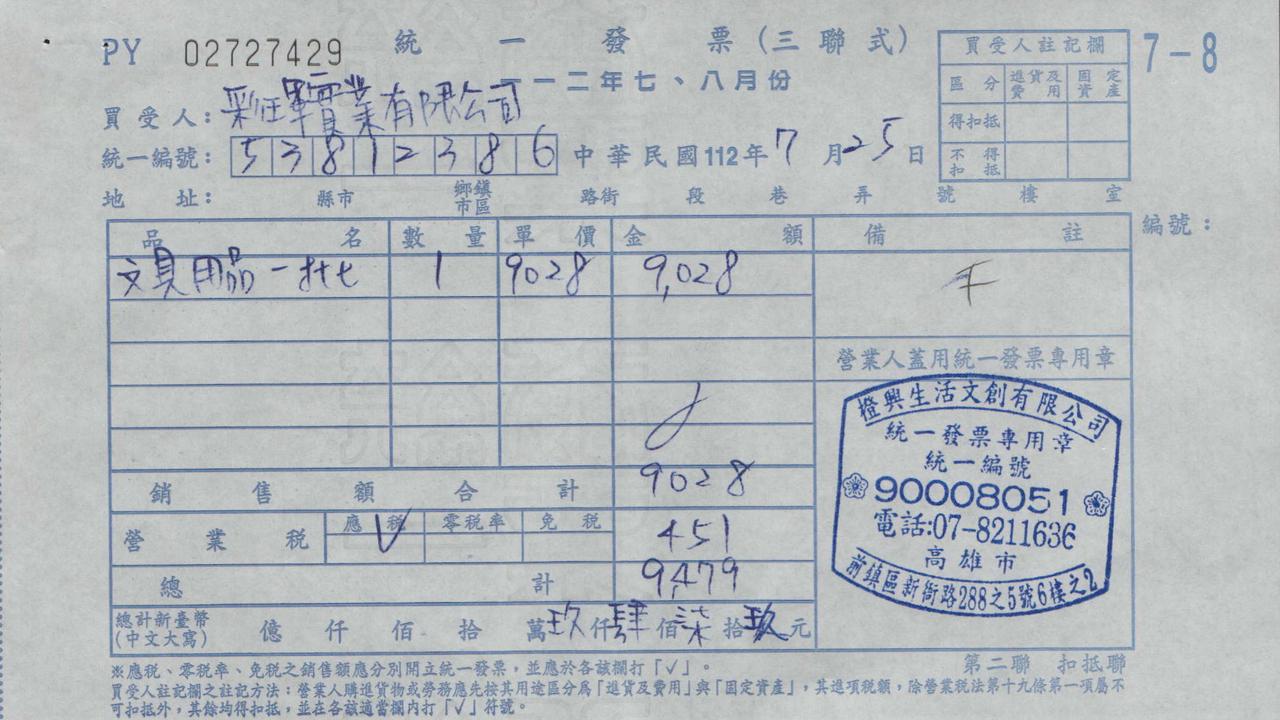 PY 02727429 統一發票(三聯式)
一一二年七、八月份
7-8
買受人:彩旺軍實業有限公司
統一編號:53812386 中華民國112年7月25日
地址: 縣市 鄉鎮市區 路街 段 巷 弄 號 樓 室
買受人註記欄
區分 進貨及費用 固定資產
得扣抵
不得扣抵
編號:
品名 數量 單價 金額 備註
文具用品一批 1 9028 9,028
銷售額合計 9028
營業稅 應稅 V 零稅率 免稅 451
總計 9,479
總計新臺幣(中文大寫) 億 仟 佰 拾 萬玖仟肆佰柒拾玖元
營業人蓋用統一發票專用章
橙興生活文創有限公司
統一發票專用章
統一編號
90008051
電話:07-8211636
高雄市
前鎮區新衙路288之5號6樓之2
第二聯 扣抵聯
※應稅、零稅率、免稅之銷售額應分別開立統一發票,並應於各該欄打「✓」。
買受人註記欄之註記方法:營業人購進貨物或勞務應先按其用途區分為「進貨及費用」與「固定資產」,其進項稅額,除營業稅法第十九條第一項屬不
可扣抵外,其餘均得扣抵,並在各該適當欄內打「✓」符號。